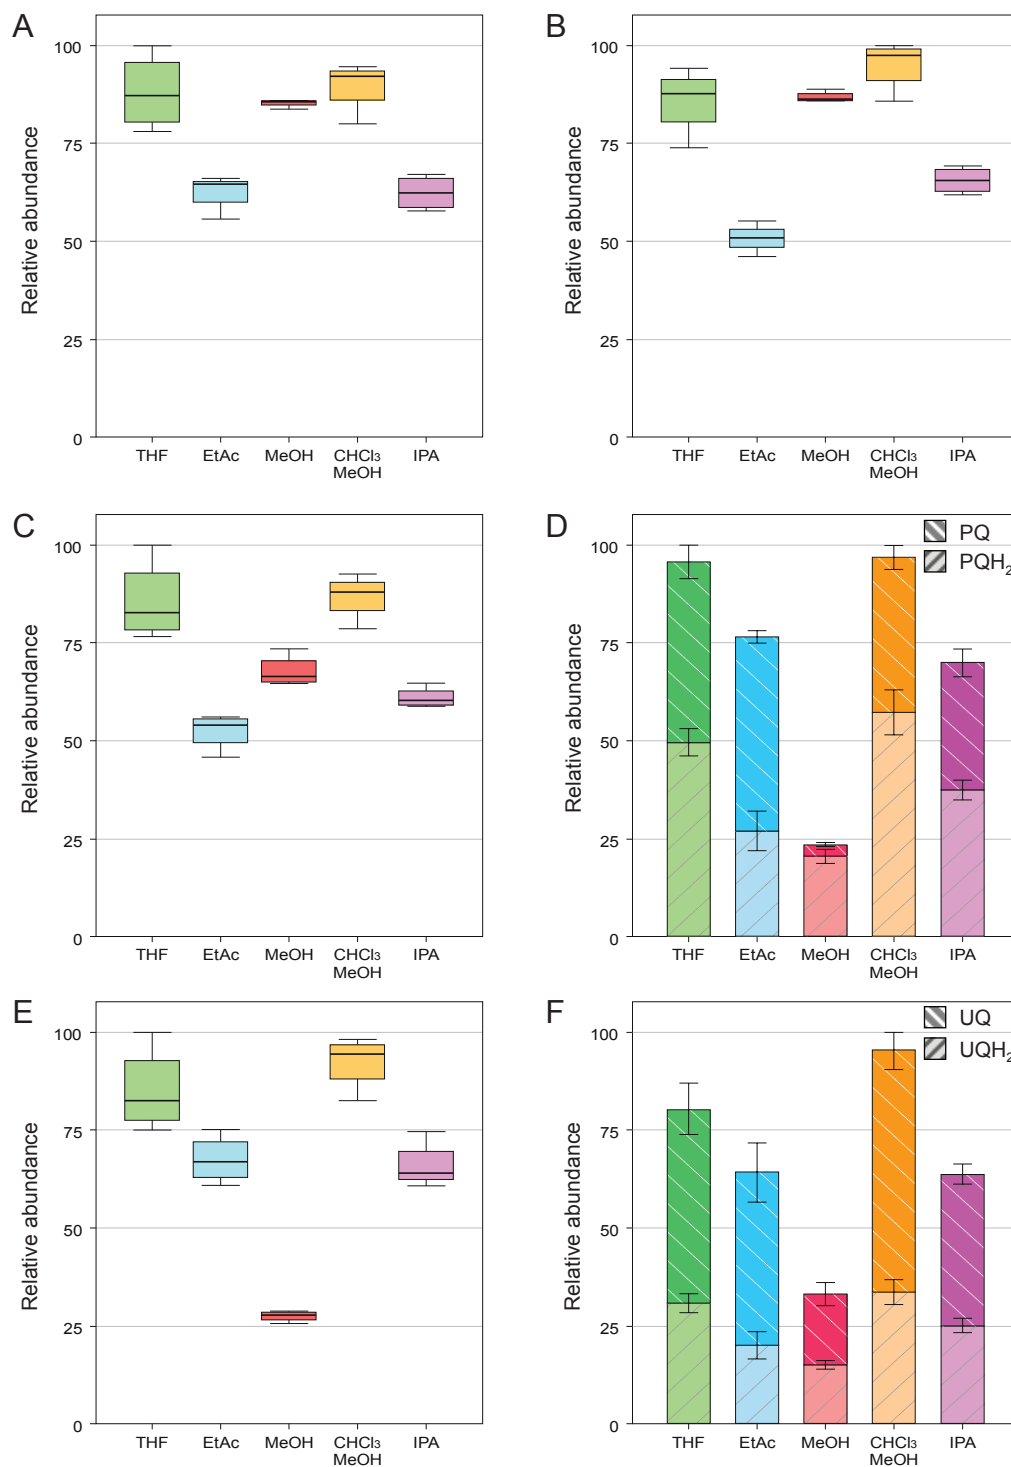 A
Relative abundance
100
75
50
25
0
THF EtAc MeOH CHCl₃ MeOH IPA
B
Relative abundance
100
75
50
25
0
THF EtAc MeOH CHCl₃ MeOH IPA
C
Relative abundance
100
75
50
25
0
THF EtAc MeOH CHCl₃ MeOH IPA
D
PQ
PQH₂
Relative abundance
100
75
50
25
0
THF EtAc MeOH CHCl₃ MeOH IPA
E
Relative abundance
100
75
50
25
0
THF EtAc MeOH CHCl₃ MeOH IPA
F
UQ
UQH₂
Relative abundance
100
75
50
25
0
THF EtAc MeOH CHCl₃ MeOH IPA